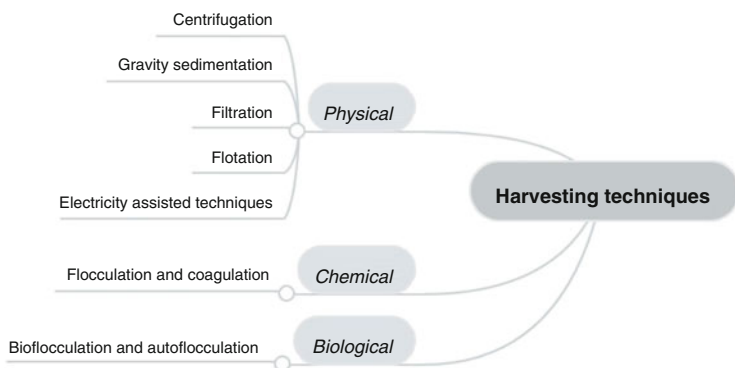 Centrifugation
Gravity sedimentation
Filtration
Physical
Flotation
Electricity assisted techniques
Harvesting techniques
Flocculation and coagulation
Chemical
Bioflocculation and autoflocculation
Biological